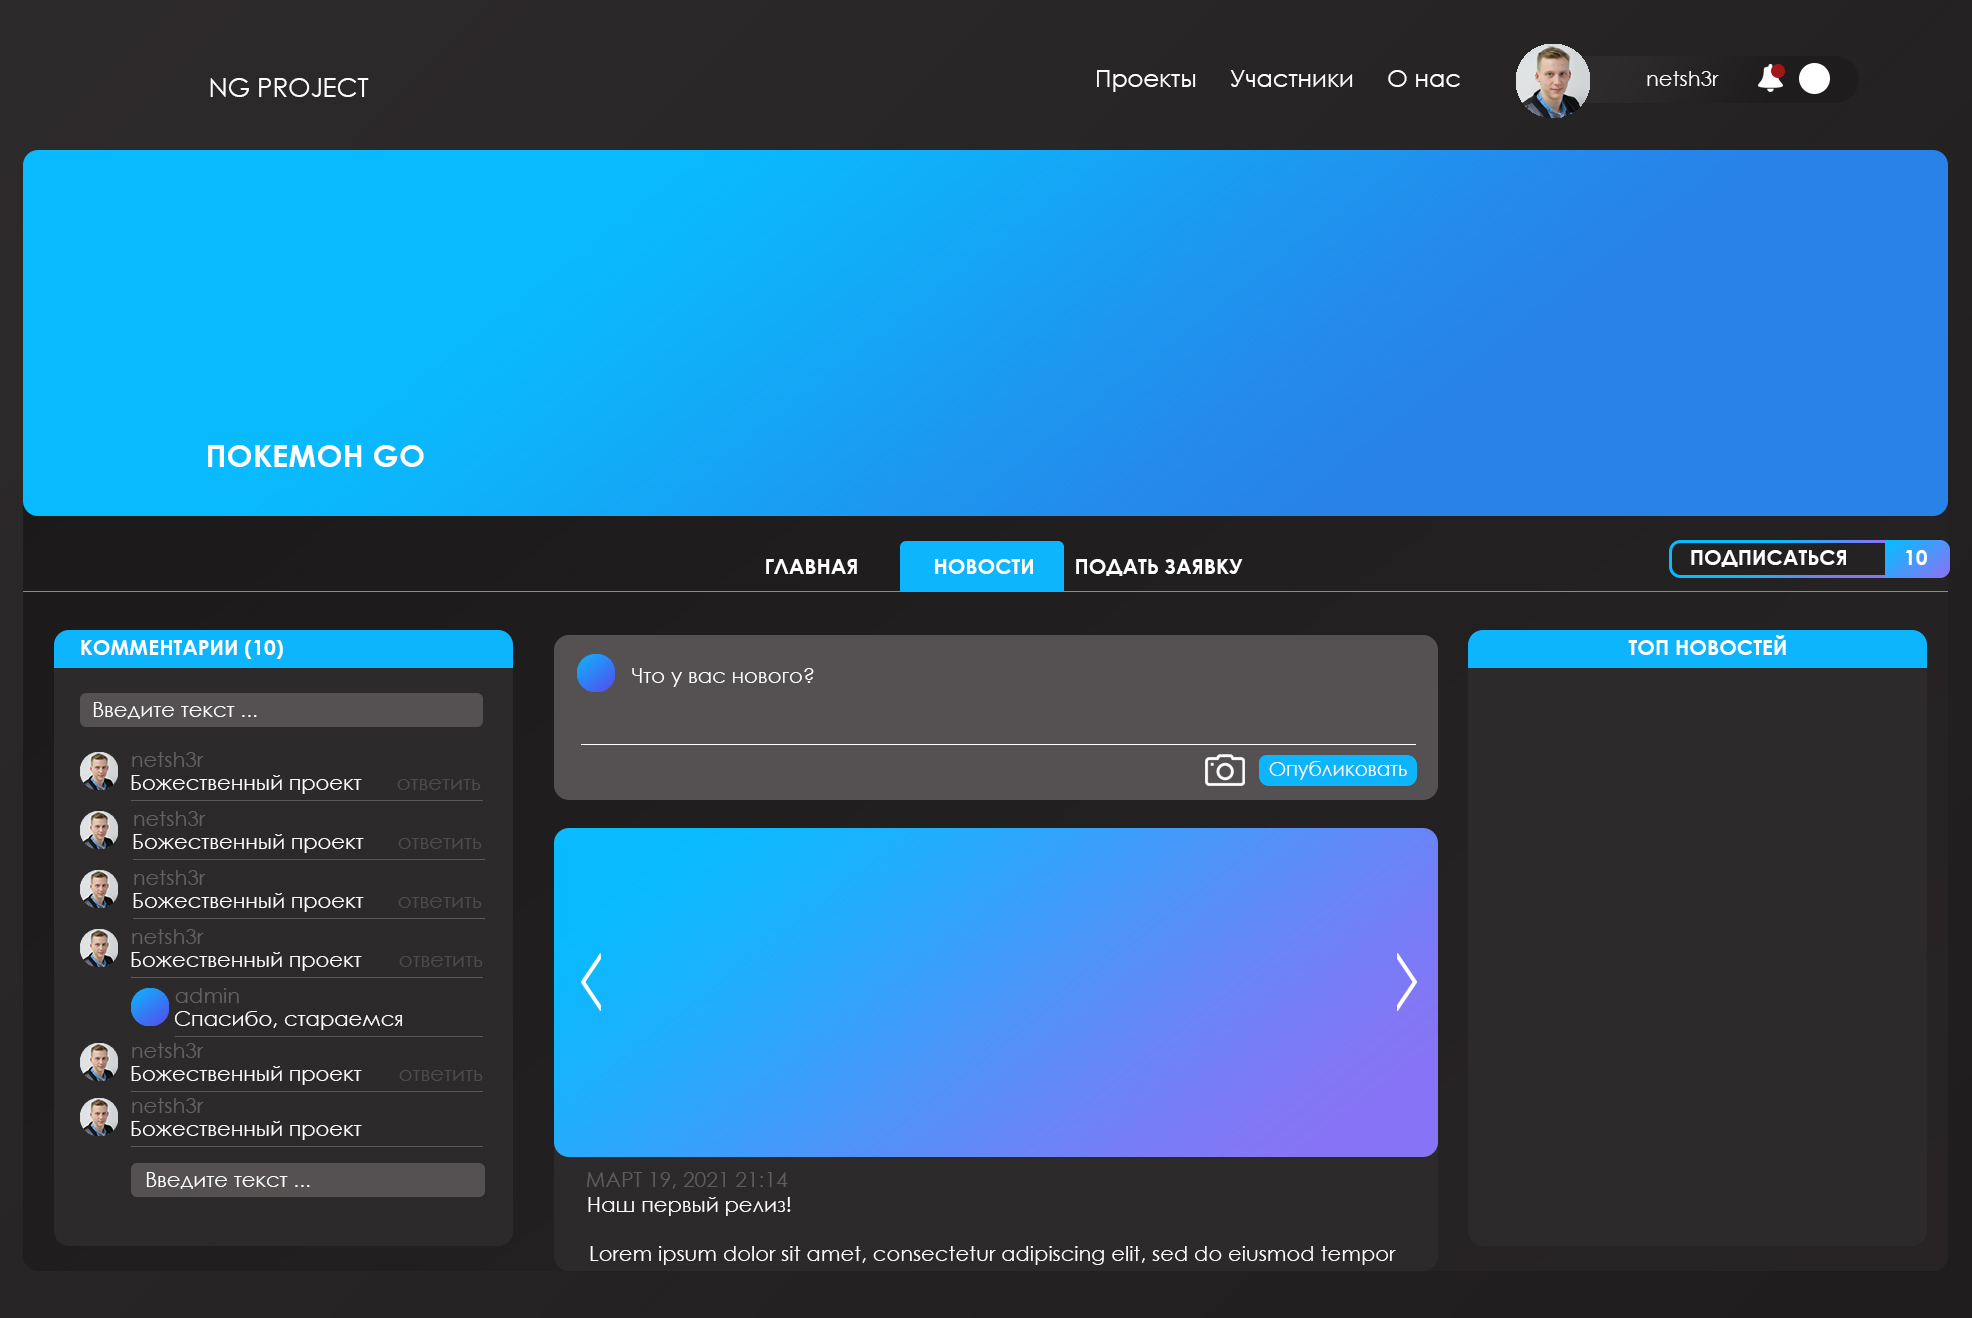 NG PROJECT
Проекты
Участники
О нас
netsh3r
ПОКЕМОН GO
ГЛАВНАЯ
НОВОСТИ
ПОДАТЬ ЗАЯВКУ
ПОДПИСАТЬСЯ
10
КОММЕНТАРИИ (10)
Введите текст ...
netsh3r
Божественный проект
ответить
netsh3r
Божественный проект
ответить
netsh3r
Божественный проект
ответить
netsh3r
Божественный проект
ответить
admin
Спасибо, стараемся
netsh3r
Божественный проект
ответить
netsh3r
Божественный проект
Введите текст ...
Что у вас нового?
Опубликовать
МАРТ 19, 2021 21:14
Наш первый релиз!
Lorem ipsum dolor sit amet, consectetur adipiscing elit, sed do eiusmod tempor
ТОП НОВОСТЕЙ